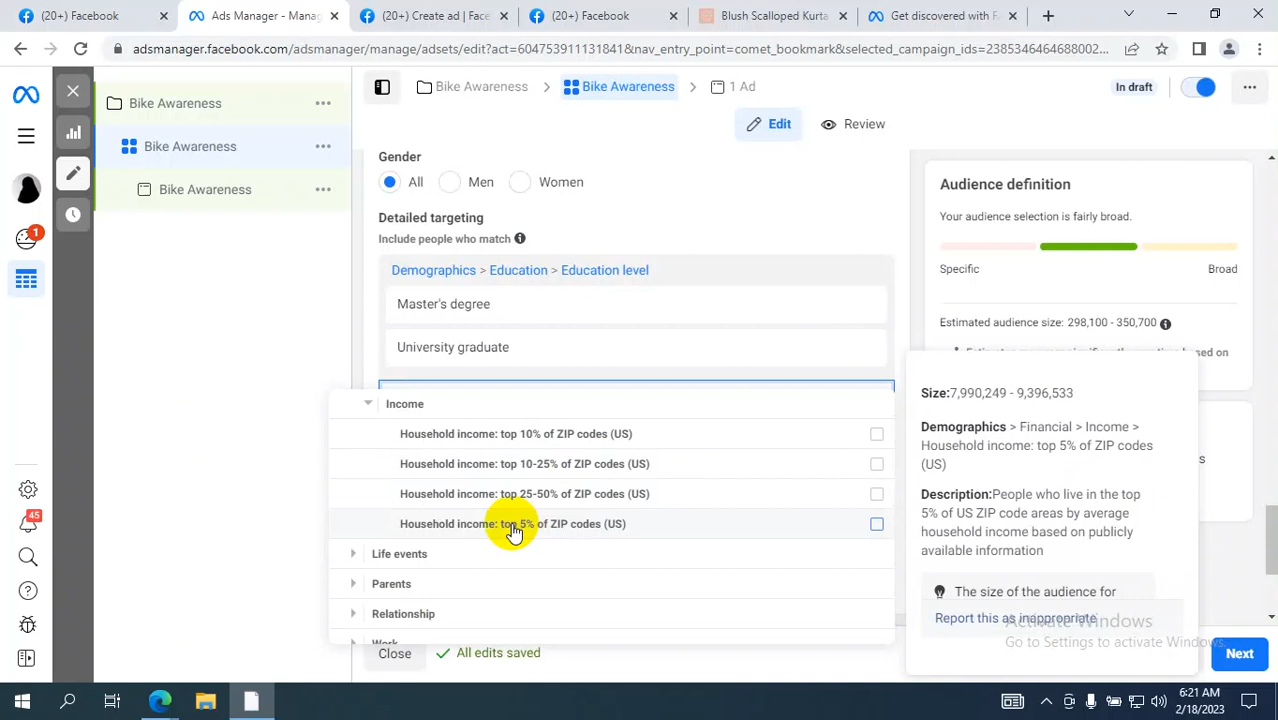 (20+) Facebook
Ads Manager - Manag
(20+) Create ad | Facebook
(20+) Facebook
Blush Scalloped Kurta
Get discovered with FA
adsmanager.facebook.com/adsmanager/manage/adsets/edit?act=604753911131841&nav_entry_point=comet_bookmark&selected_campaign_ids=2385346464688002...
Bike Awareness
Bike Awareness
1 Ad
In draft
Bike Awareness
Bike Awareness
Bike Awareness
Edit
Review
Gender
All
Men
Women
Detailed targeting
Include people who match
Demographics > Education > Education level
Master's degree
University graduate
Income
Household income: top 10% of ZIP codes (US)
Household income: top 10-25% of ZIP codes (US)
Household income: top 25-50% of ZIP codes (US)
Household income: top 5% of ZIP codes (US)
Life events
Parents
Relationship
Work
Close
All edits saved
Audience definition
Your audience selection is fairly broad.
Specific
Broad
Estimated audience size: 298,100 - 350,700
Size:7,990,249 - 9,396,533
Demographics > Financial > Income >
Household income: top 5% of ZIP codes
(US)
Description:People who live in the top
5% of US ZIP code areas by average
household income based on publicly
available information
The size of the audience for
Report this as inappropriate
Activate Windows
Go to Settings to activate Windows.
Next
1
45
6:21 AM
2/18/2023